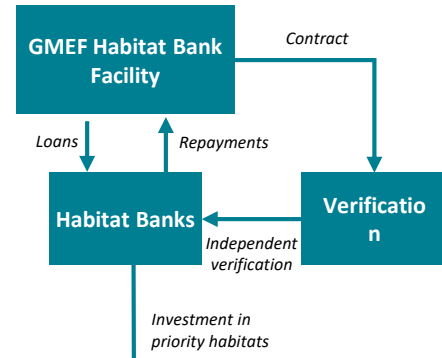 GMEF Habitat Bank
Facility
Contract
Loans
Repayments
Habitat Banks
Verificatio
n
Independent
verification
Investment in
priority habitats